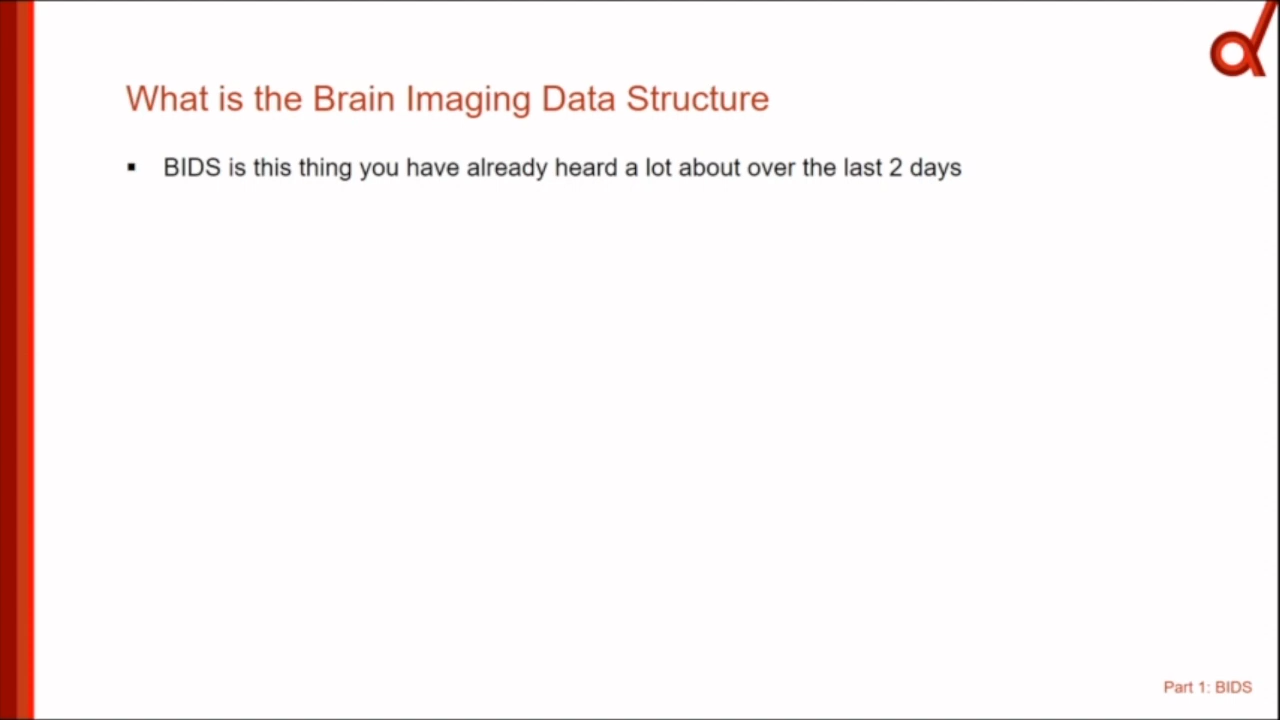 What is the Brain Imaging Data Structure
▪ BIDS is this thing you have already heard a lot about over the last 2 days
Part 1: BIDS